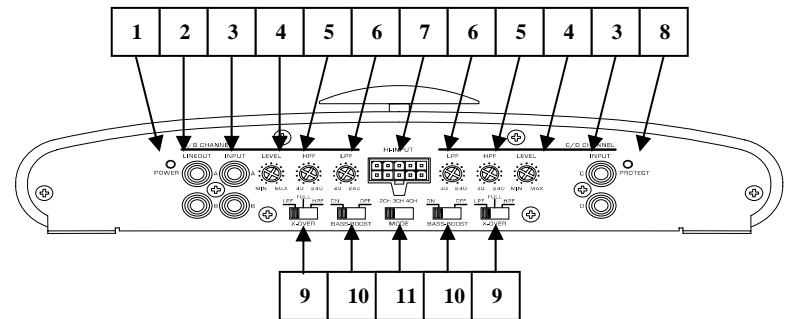 1 2 3 4 5 6 7 6 5 4 3 8
A/B CHANNEL C/D CHANNEL
LINEOUT INPUT LEVEL HPF LPF HI-INPUT LPF HPF LEVEL INPUT
POWER A A C PROTECT
MIN. MAX 40 240 40 240 40 240 40 240 MIN MAX
B B LPF FULL HPF ON OFF 2CH 3CH 4CH ON OFF LPF FULL HPF D
X-OVER BASS-BOOST MODE BASS-BOOST X-OVER
9 10 11 10 9